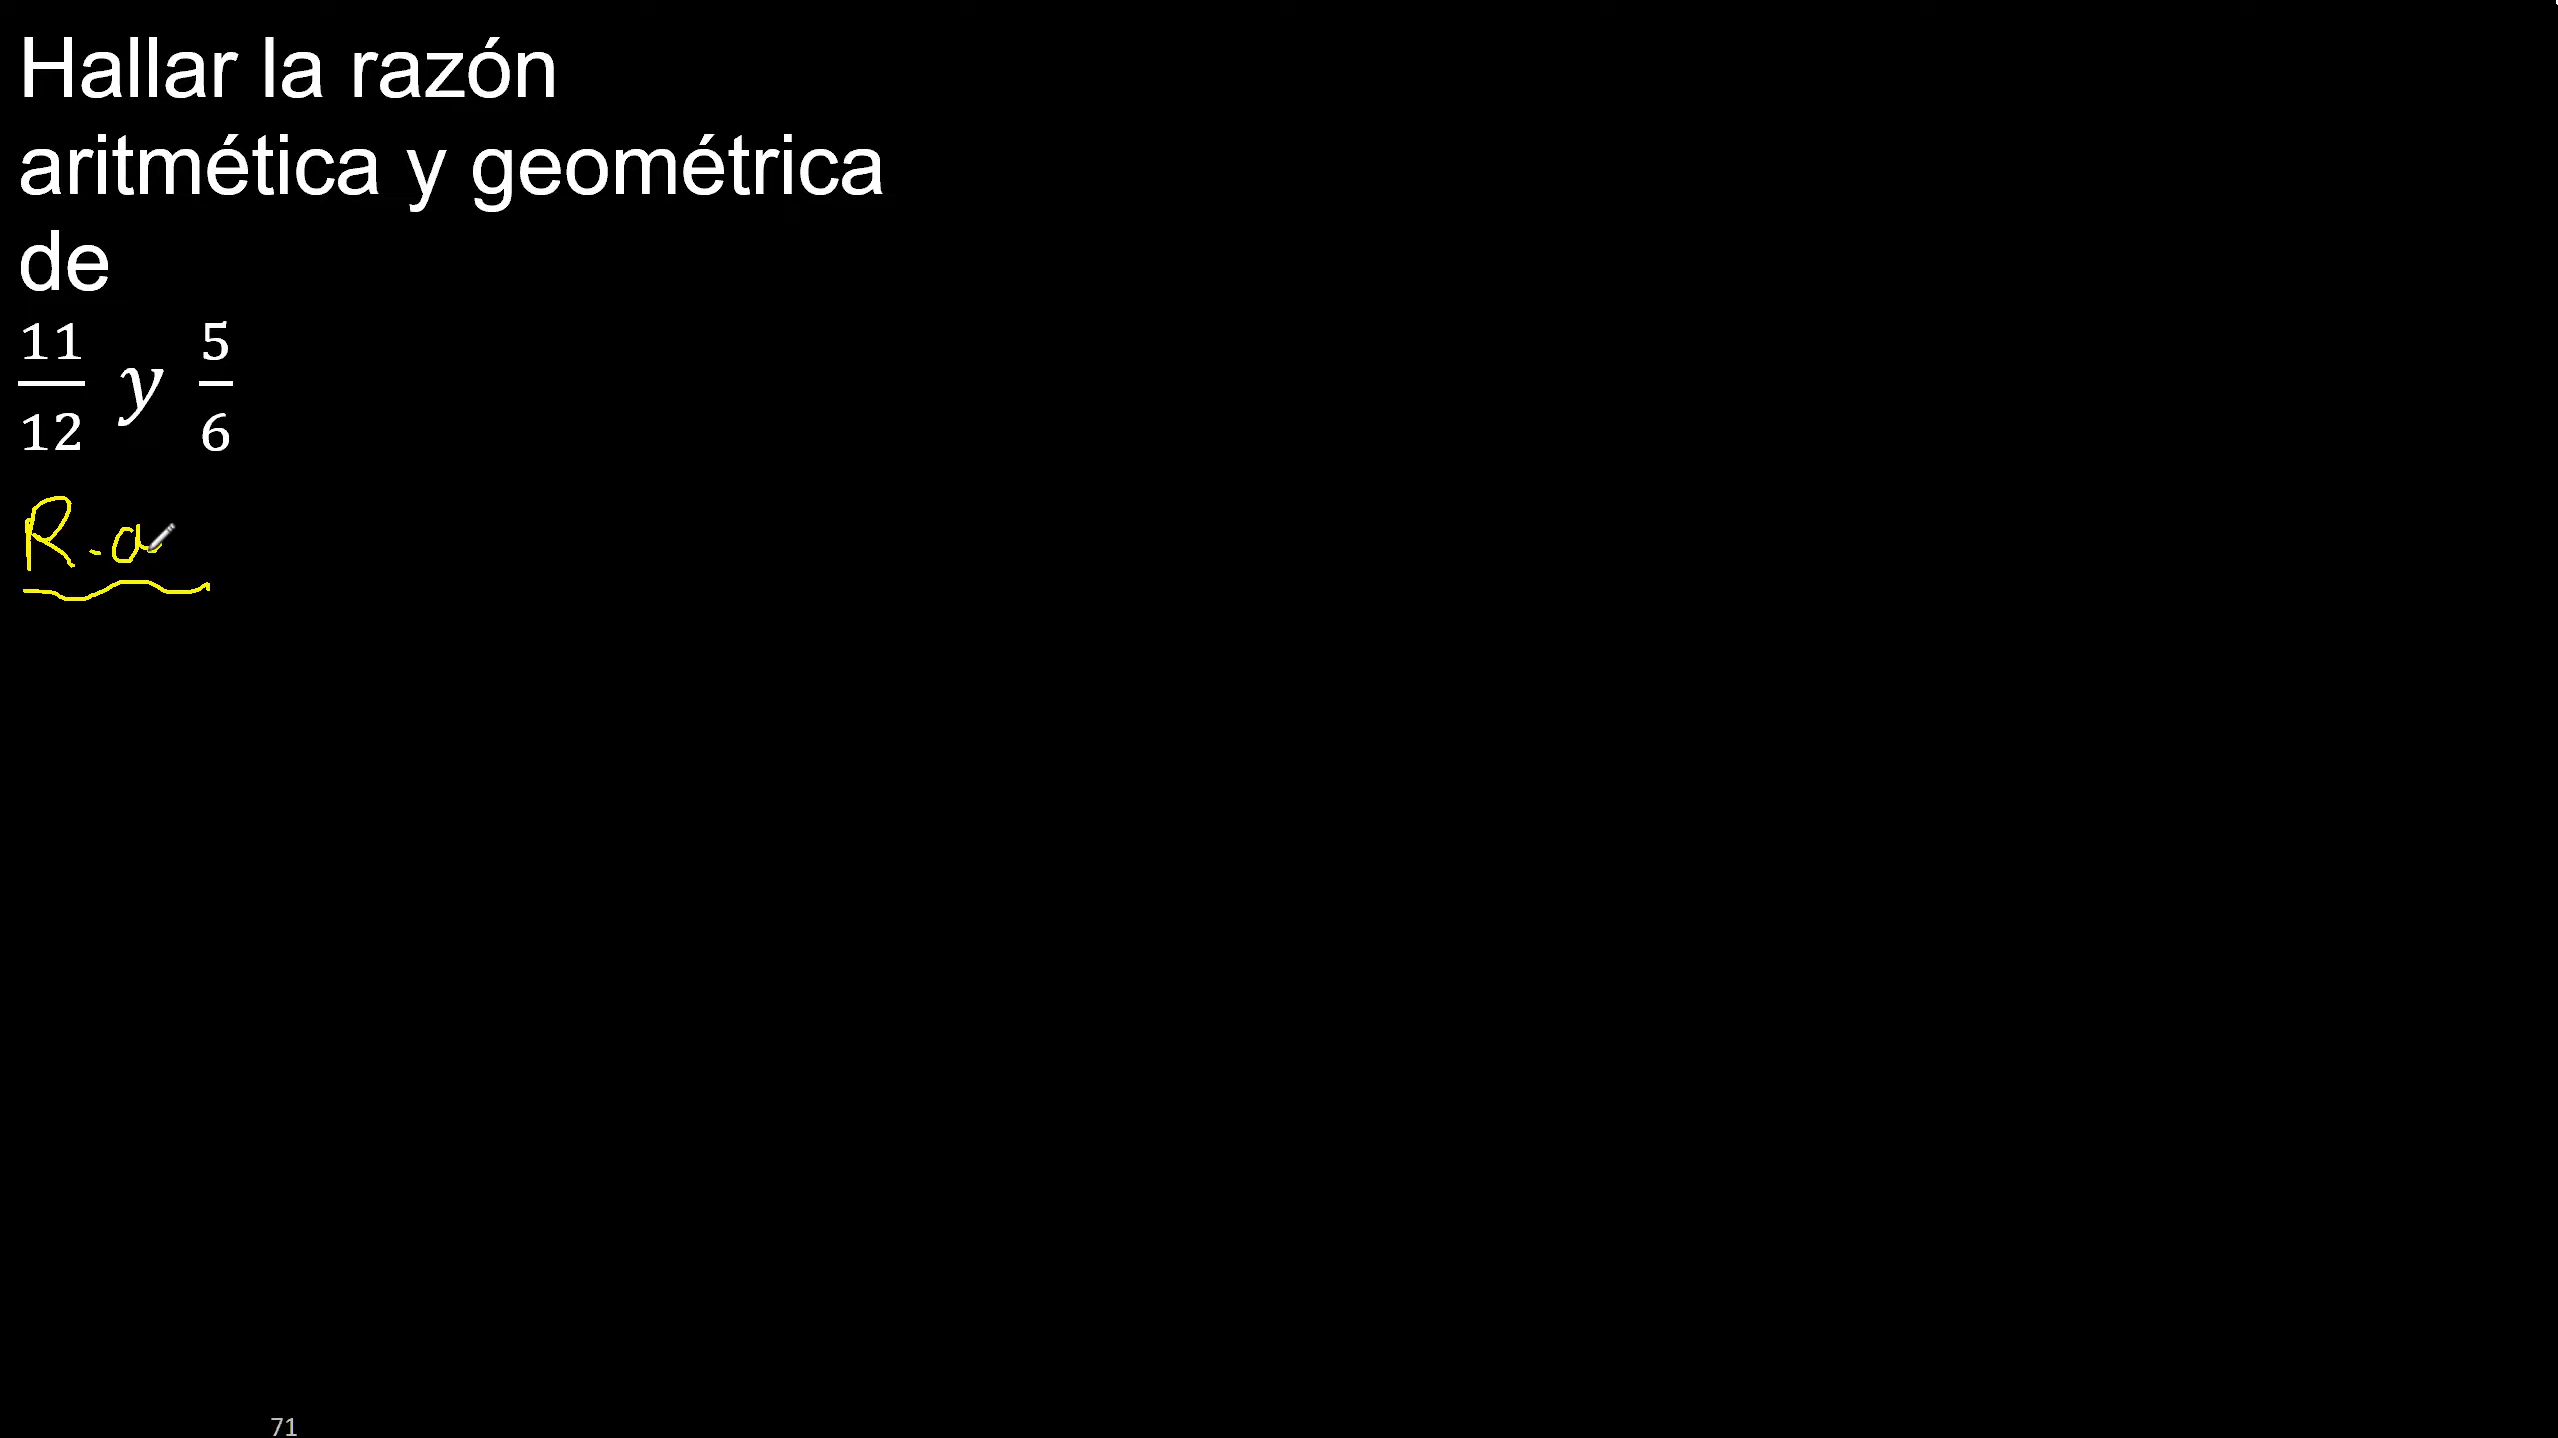 Hallar la razón
aritmética y geométrica
de
11/12 y 5/6
R.a
71